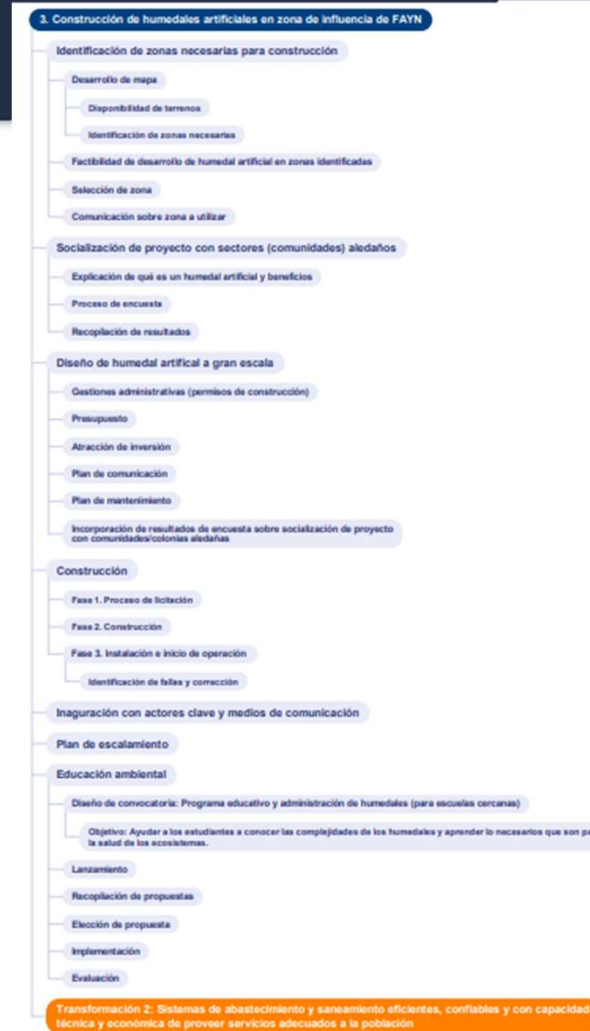 3. Construcción de humedales artificiales en zona de influencia de FAYN
Identificación de zonas necesarias para construcción
Desarrollo de mapa
Disponibilidad de terrenos
Identificación de zonas necesarias
Factibilidad de desarrollo de humedal artificial en zonas identificadas
Selección de zona
Comunicación sobre zona a utilizar
Socialización de proyecto con sectores (comunidades) aledaños
Explicación de qué es un humedal artificial y beneficios
Proceso de encuesta
Recopilación de resultados
Diseño de humedal artifical a gran escala
Gestiones administrativas (permisos de construcción)
Presupuesto
Atracción de inversión
Plan de comunicación
Plan de mantenimiento
Incorporación de resultados de encuesta sobre socialización de proyecto
con comunidades/colonias aledañas
Construcción
Fase 1. Proceso de licitación
Fase 2. Construcción
Fase 3. Instalación e inicio de operación
Identificación de fallas y corrección
Inaguración con actores clave y medios de comunicación
Plan de escalamiento
Educación ambiental
Diseño de convocatoria: Programa educativo y administración de humedales (para escuelas cercanas)
Objetivo: Ayudar a los estudiantes a conocer las complejidades de los humedales y aprender lo necesarios que son pa
la salud de los ecosistemas.
Lanzamiento
Recopilación de propuestas
Elección de propuesta
Implementación
Evaluación
Transformación 2: Sistemas de abastecimiento y saneamiento eficientes, confiables y con capacidad
técnica y económica de proveer servicios adecuados a la población